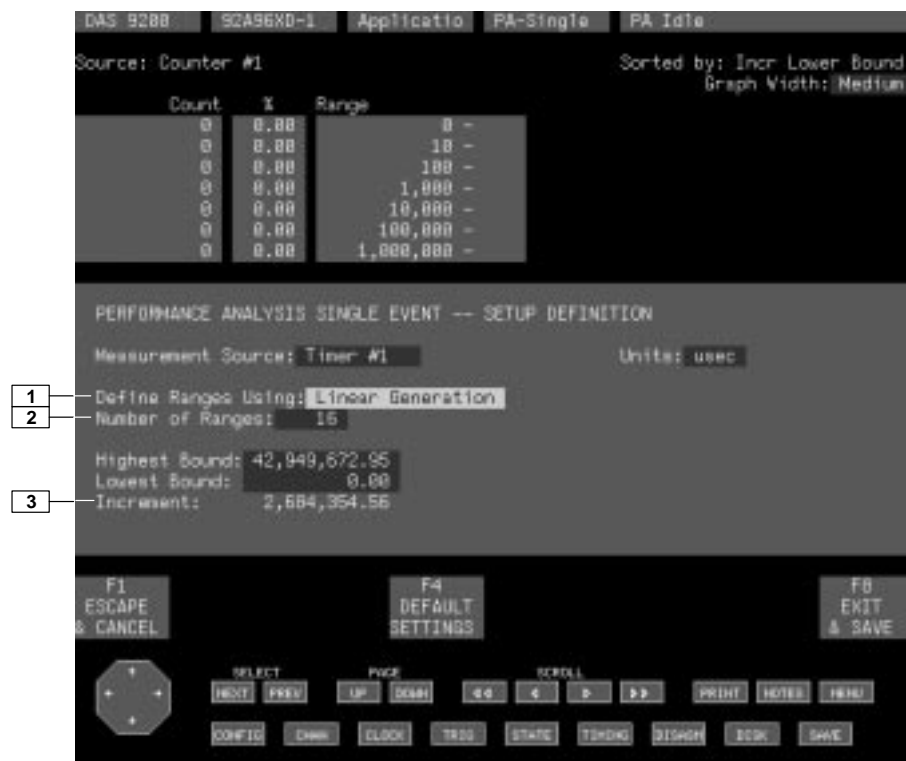 DAS 9200 92A96XD-1 Applicatio PA-Single PA Idle
Source: Counter #1 Sorted by: Incr Lower Bound
Graph Width: Medium
Count % Range
0 0.00 0 -
0 0.00 10 -
0 0.00 100 -
0 0.00 1,000 -
0 0.00 10,000 -
0 0.00 100,000 -
0 0.00 1,000,000 -
PERFORMANCE ANALYSIS SINGLE EVENT -- SETUP DEFINITION
Measurement Source: Timer #1 Units: usec
1 Define Ranges Using: Linear Generation
2 Number of Ranges: 16
Highest Bound: 42,949,672.95
Lowest Bound: 0.00
3 Increment: 2,684,354.56
F1 F4 F8
ESCAPE DEFAULT EXIT
& CANCEL SETTINGS & SAVE
SELECT PAGE SCROLL
NEXT PREV UP DOWN PRINT NOTES MENU
CONFIG CHAN CLOCK TRIG STATE TIMING DISASM DISK SAVE